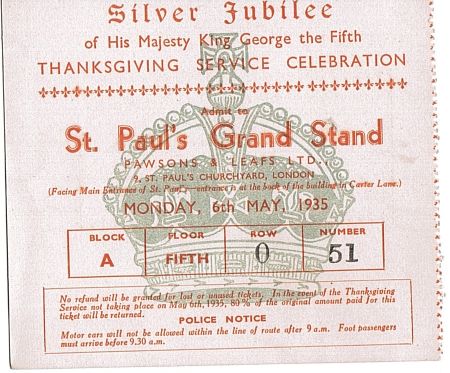 Silver Jubilee
of His Majesty King George the Fifth
THANKSGIVING SERVICE CELEBRATION
Admit to
St. Paul's Grand Stand
PAWSONS & LEAFS LTD.,
9, ST. PAUL'S CHURCHYARD, LONDON
(Facing Main Entrance of St. Paul's—entrance is at the back of the building in Carter Lane.)
MONDAY, 6th MAY, 1935
BLOCK FLOOR ROW NUMBER
A FIFTH O 51
No refund will be granted for lost or unused tickets. In the event of the Thanksgiving
Service not taking place on May 6th, 1935, 80% of the original amount paid for this
ticket will be returned.
POLICE NOTICE
Motor cars will not be allowed within the line of route after 9 a.m. Foot passengers
must arrive before 9.30 a.m.